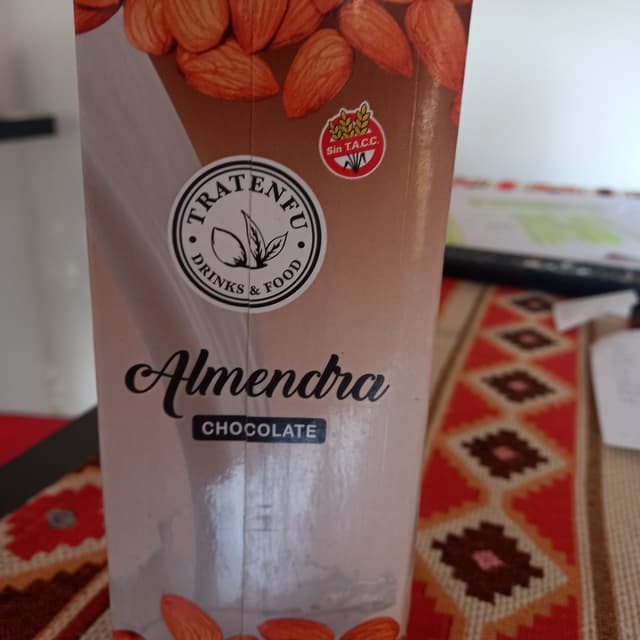 Sin T.A.C.C.
TRATENFU
DRINKS & FOOD
Almendra
CHOCOLATE